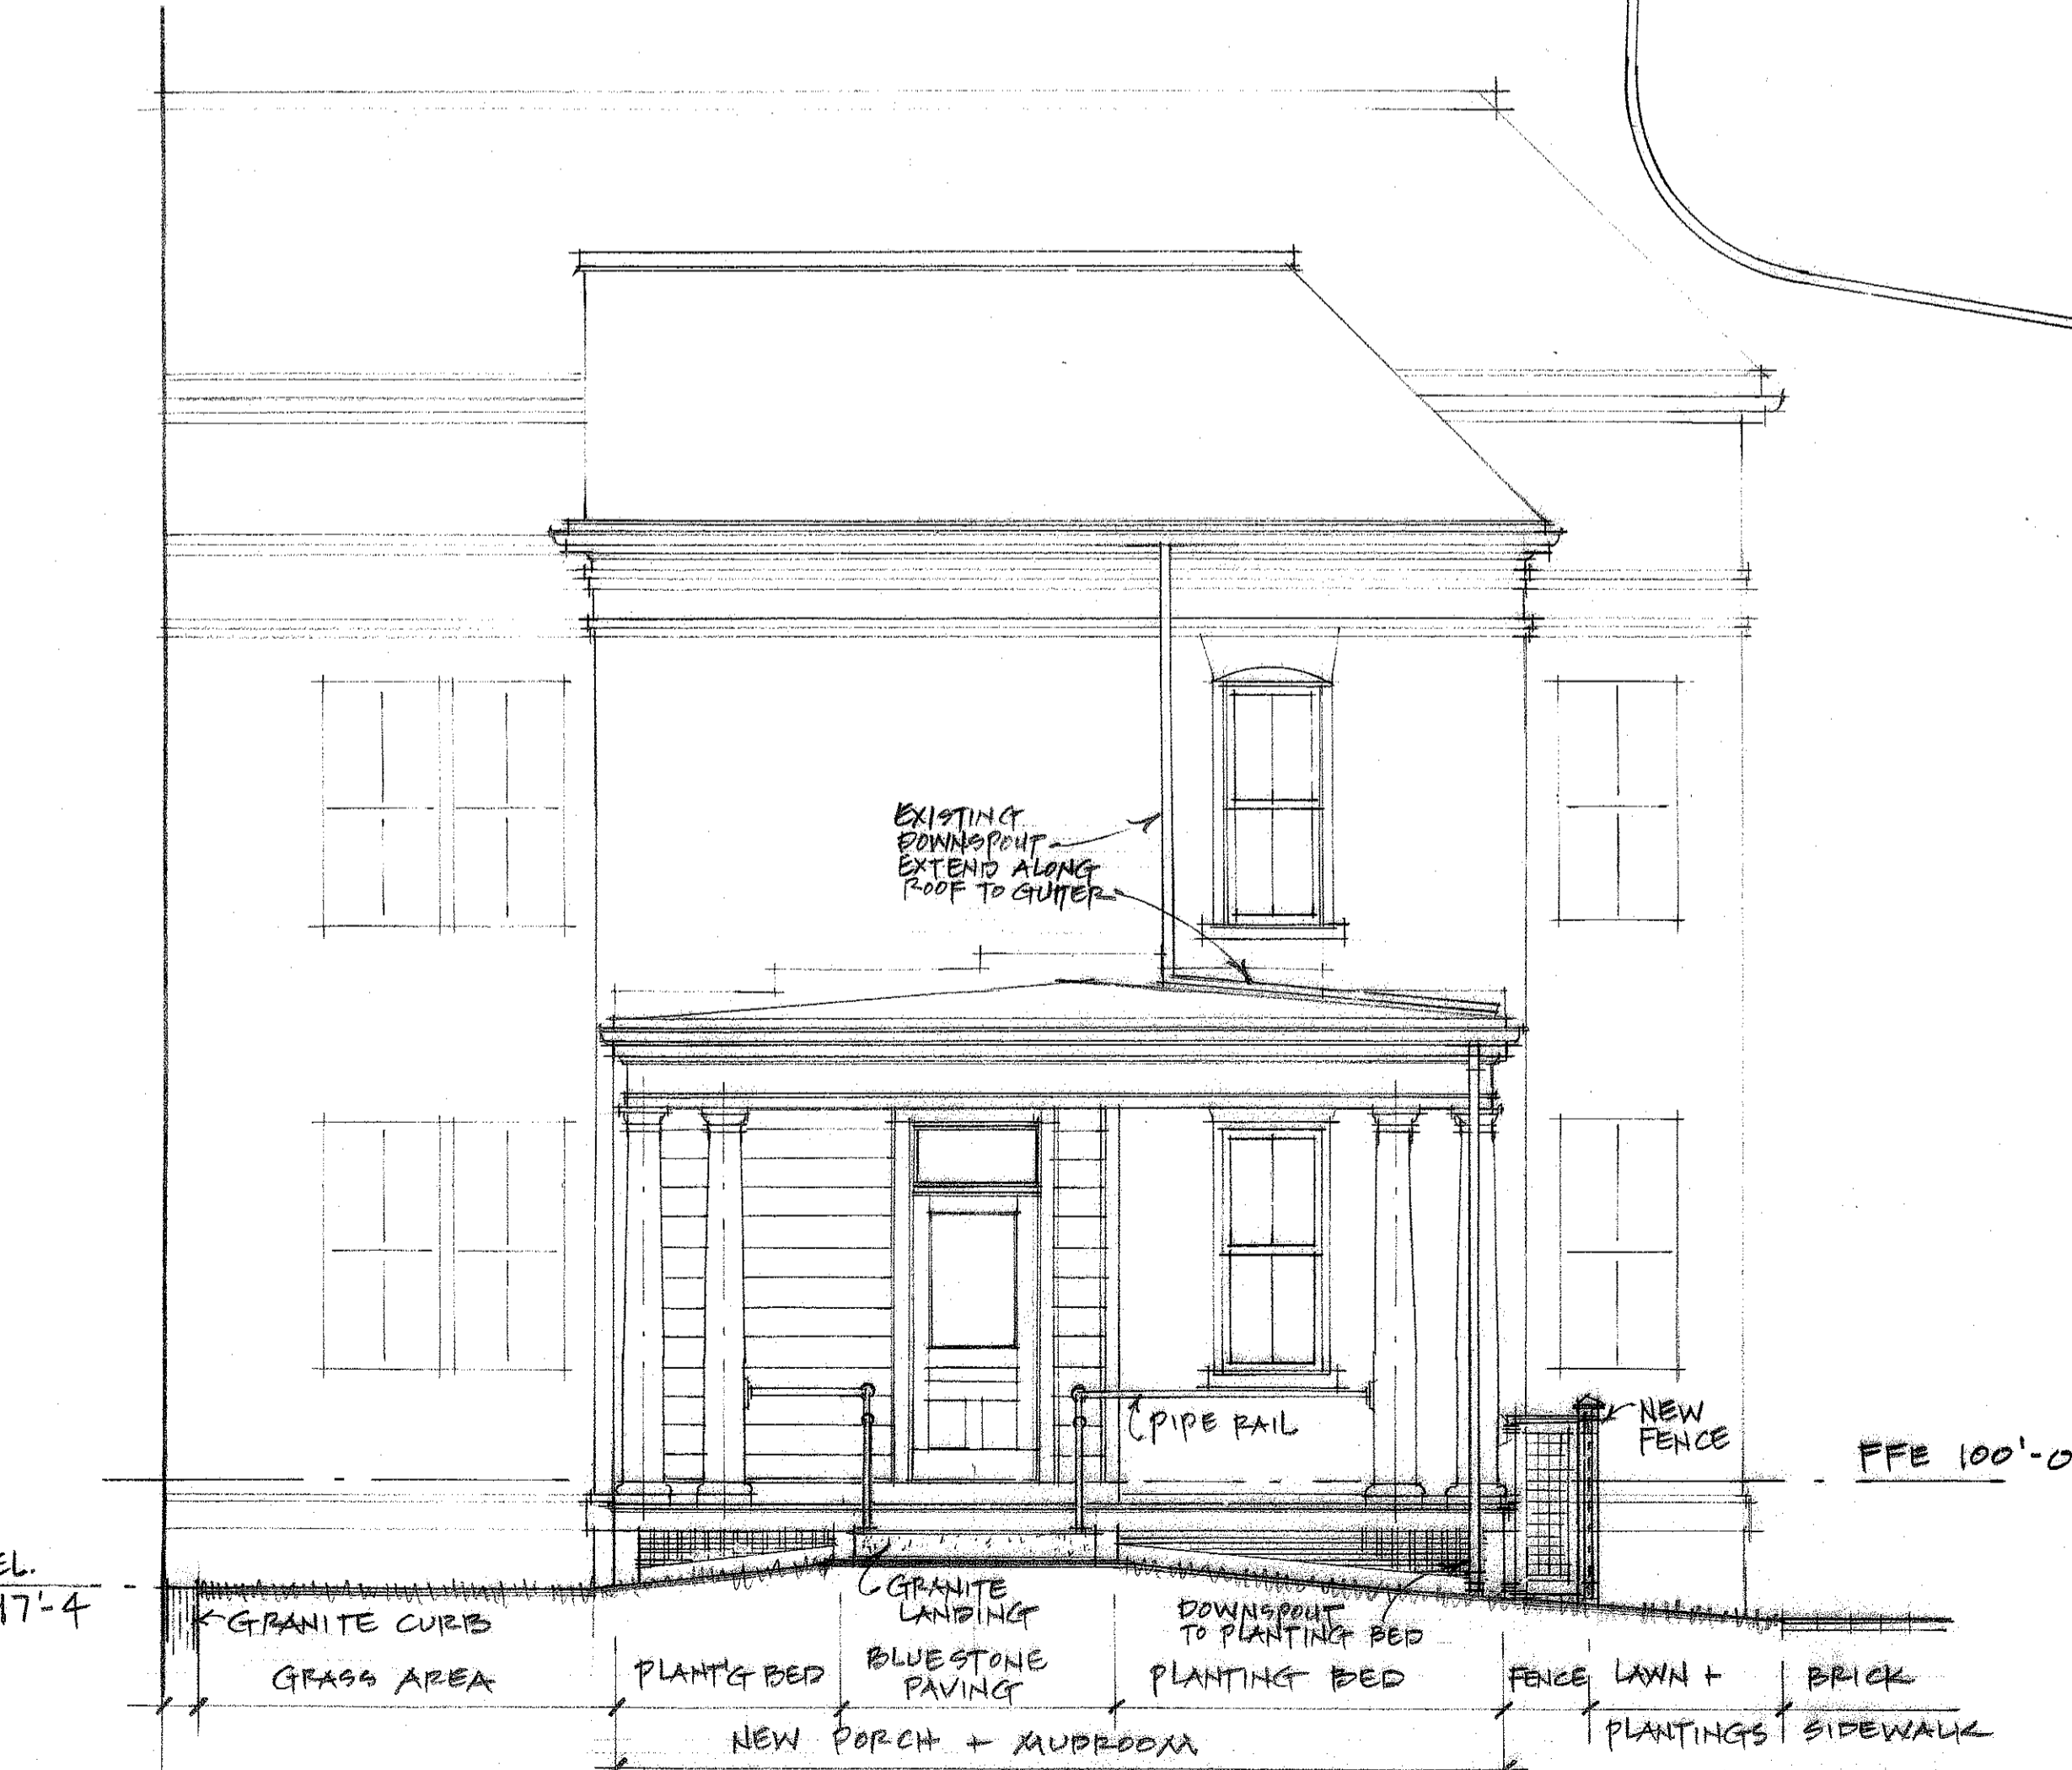 EXISTING
DOWNSPOUT
EXTEND ALONG
ROOF TO GUTTER
PIPE RAIL
NEW
FENCE
FFE 100'-0
EL.
17'-4
GRANITE CURB
GRANITE
LANDING
DOWNSPOUT
TO PLANTING BED
GRASS AREA
PLANT'G BED
BLUESTONE
PAVING
PLANTING BED
FENCE
LAWN +
PLANTINGS
BRICK
SIDEWALK
NEW PORCH + MUDROOM